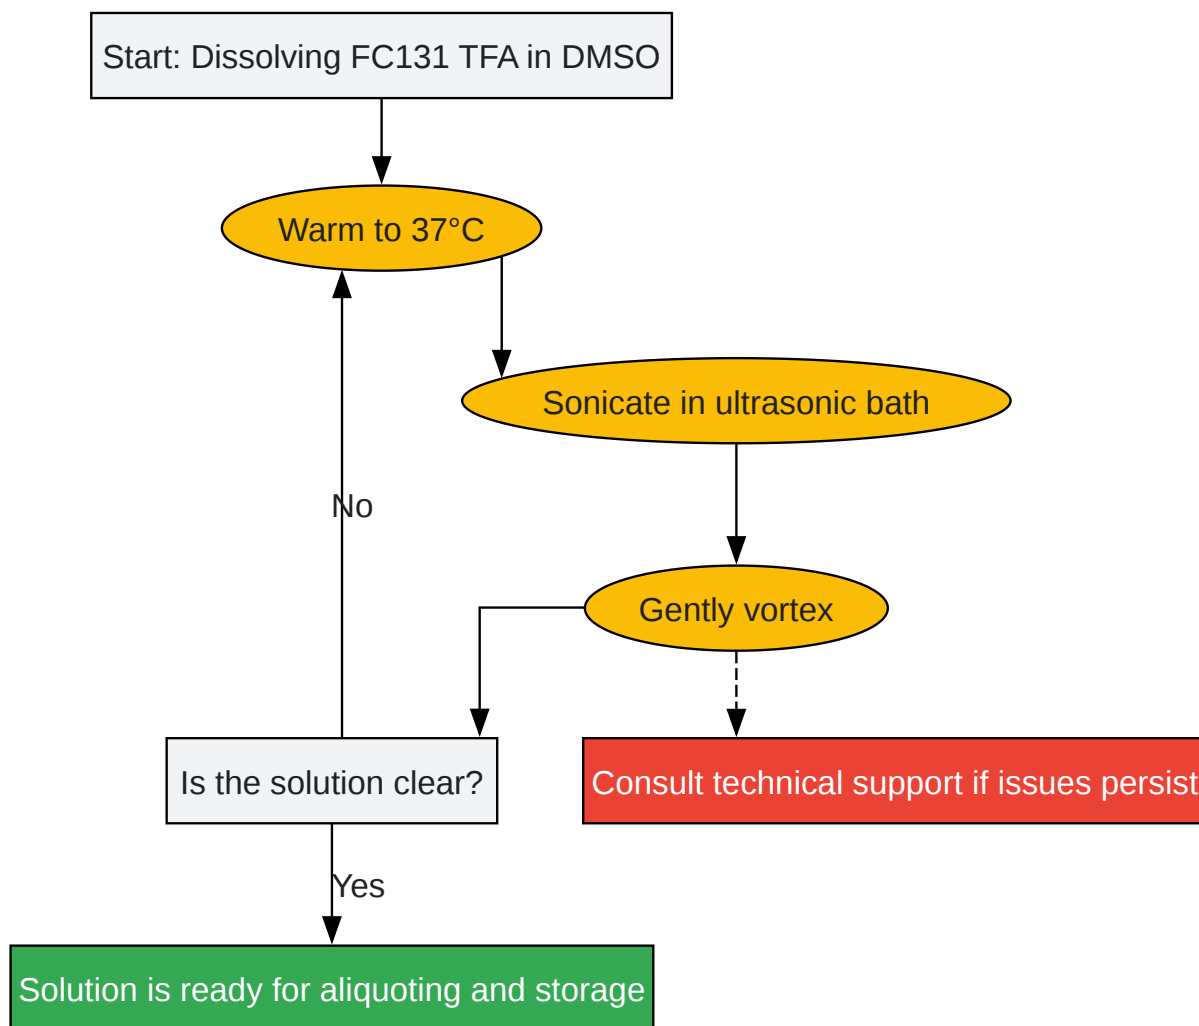 Start: Dissolving FC131 TFA in DMSO
Warm to 37°C
Sonicate in ultrasonic bath
No
Gently vortex
Is the solution clear?
Consult technical support if issues persist
Yes
Solution is ready for aliquoting and storage